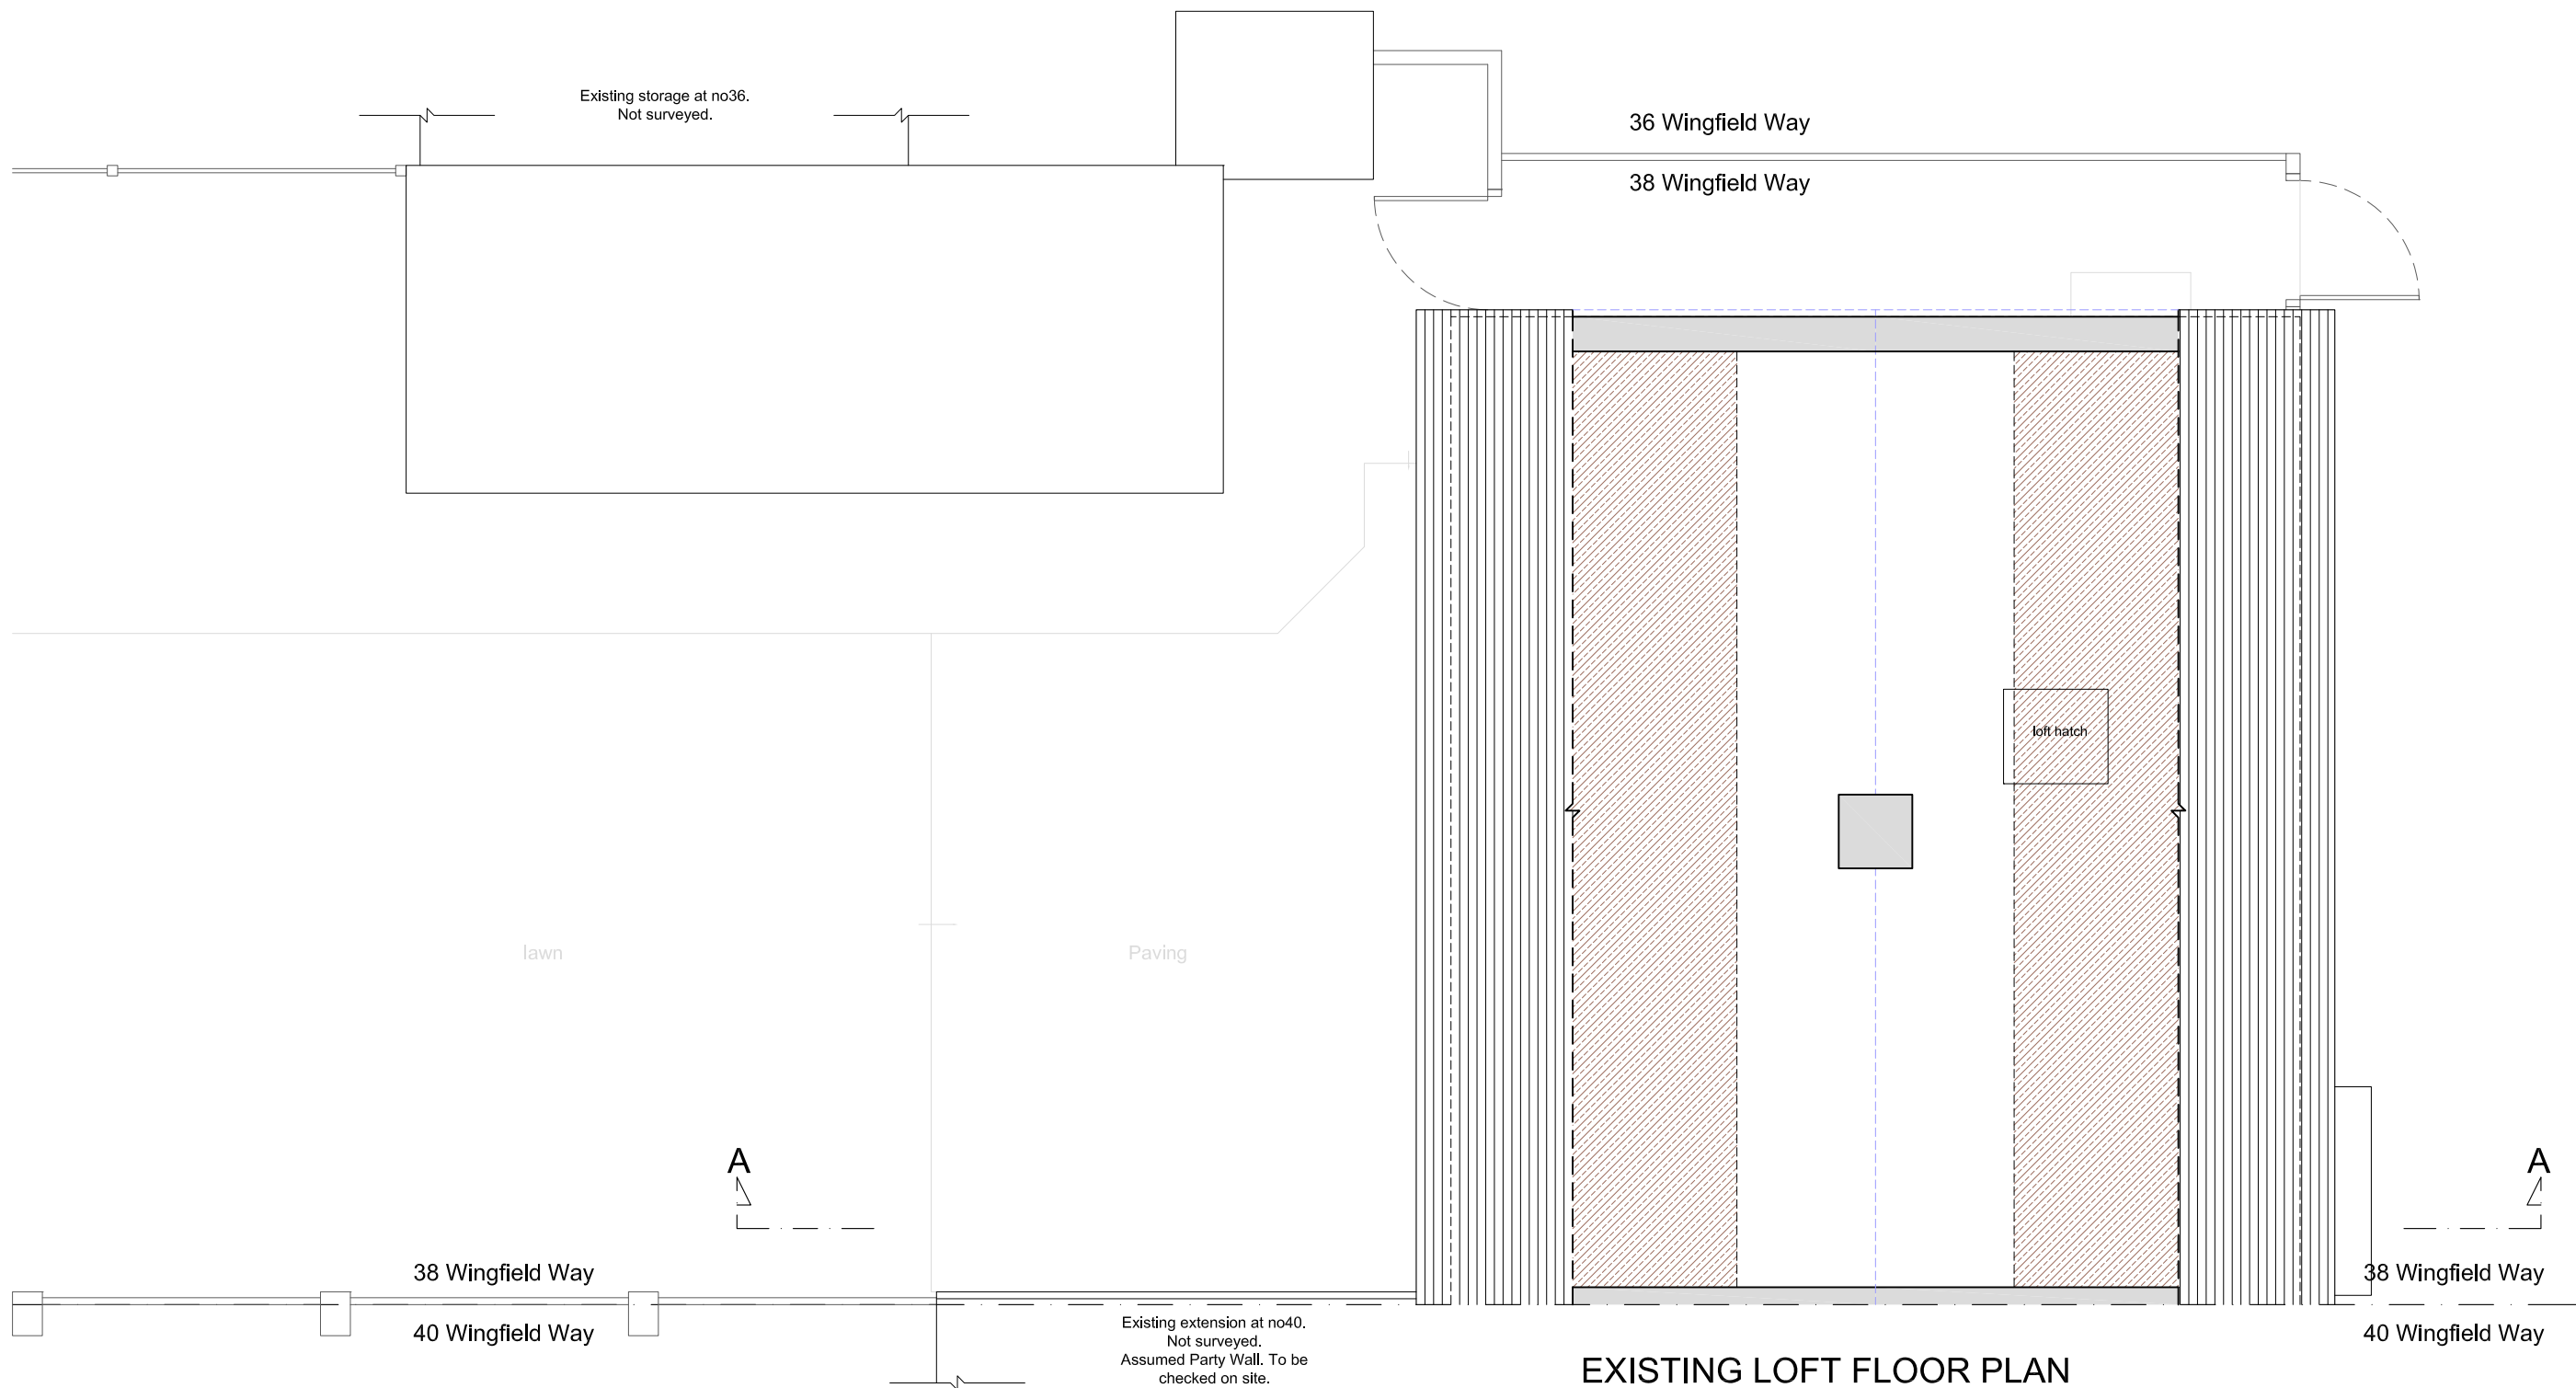 Existing storage at no36.
Not surveyed.
36 Wingfield Way
38 Wingfield Way
loft hatch
lawn
Paving
A
A
38 Wingfield Way
38 Wingfield Way
40 Wingfield Way
40 Wingfield Way
Existing extension at no40.
Not surveyed.
Assumed Party Wall. To be
checked on site.
EXISTING LOFT FLOOR PLAN